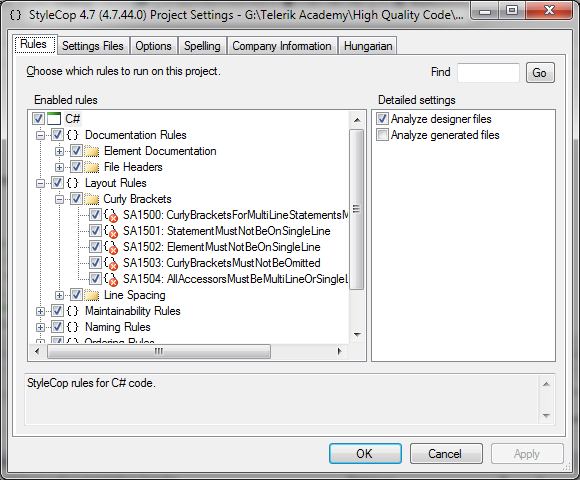 { } StyleCop 4.7 (4.7.44.0) Project Settings - G:\Telerik Academy\High Quality Code\...
Rules Settings Files Options Spelling Company Information Hungarian
Choose which rules to run on this project. Find Go
Enabled rules Detailed settings
C# Analyze designer files
{ } Documentation Rules Analyze generated files
Element Documentation
File Headers
{ } Layout Rules
Curly Brackets
{ } SA1500: CurlyBracketsForMultiLineStatementsM
{ } SA1501: StatementMustNotBeOnSingleLine
{ } SA1502: ElementMustNotBeOnSingleLine
{ } SA1503: CurlyBracketsMustNotBeOmitted
{ } SA1504: AllAccessorsMustBeMultiLineOrSingleL
Line Spacing
{ } Maintainability Rules
{ } Naming Rules
{ } Ordering Rules
StyleCop rules for C# code.
OK Cancel Apply